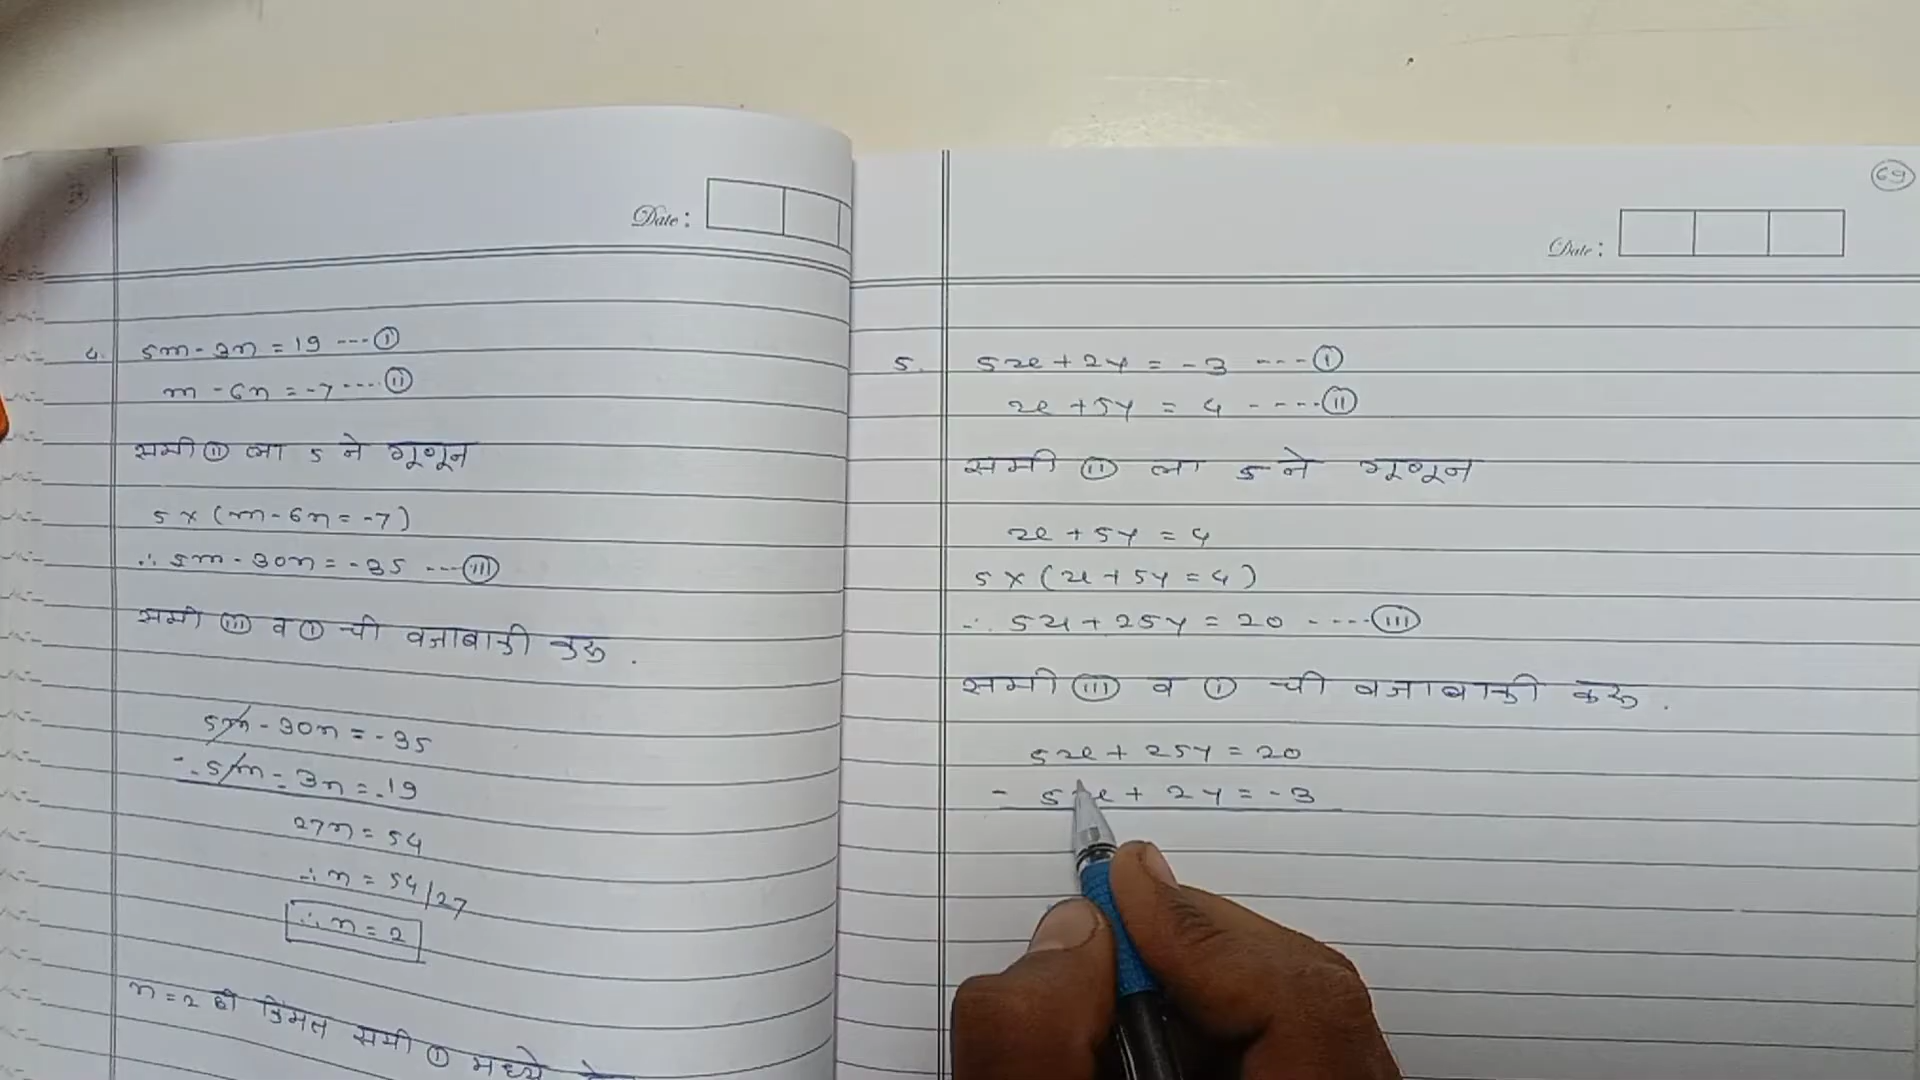 Date:
4. 5m - 3n = 19 ---- (I)
m - 6n = -7 ---- (II)
समी (II) ला 5 ने गूणून
5 x (m - 6n = -7)
∴ 5m - 30n = -35 --- (III)
समी (III) व (I) ची वजाबाकी करू.
5m - 30n = -35
- 5m - 3n = 19
27n = 54
∴ n = 54/27
∴ n = 2
n = 2 ही किंमत समी (I) मध्ये
69
Date:
5. 5x + 2y = -3 ---- (I)
x + 5y = 4 ----- (II)
समी (II) ला 5 ने गूणून
x + 5y = 4
5 x (x + 5y = 4)
∴ 5x + 25y = 20 ---- (III)
समी (III) व (I) ची वजाबाकी करू.
5x + 25y = 20
- 5x + 2y = -3